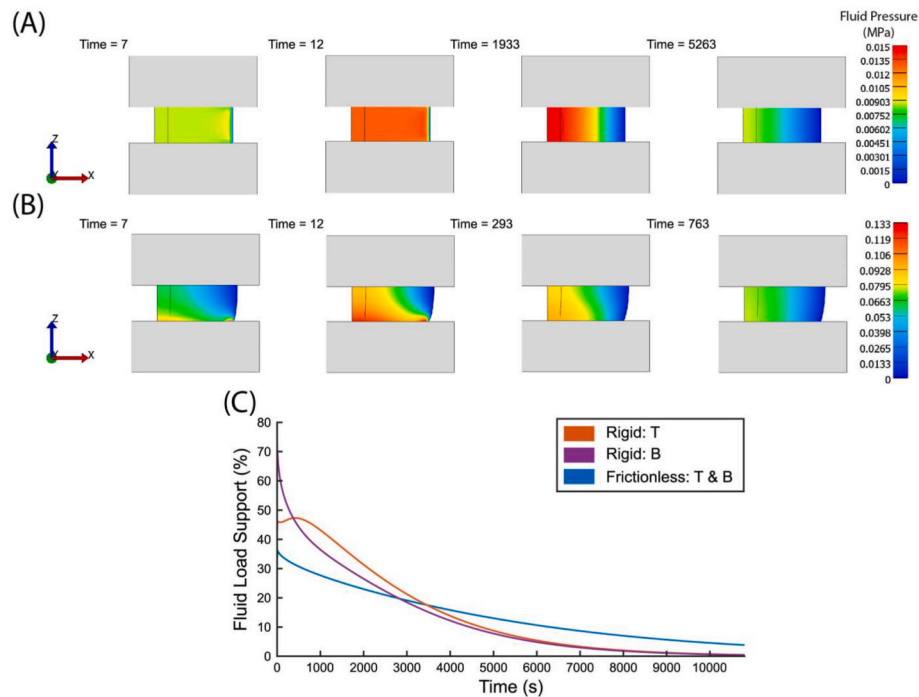 Fluid Pressure
(MPa)
(A)
Time = 7
Time = 12
Time = 1933
Time = 5263
0.015
0.0135
0.012
0.0105
0.00903
0.00752
0.00602
0.00451
0.00301
0.0015
0
Z
Y
X
(B)
Time = 7
Time = 12
Time = 293
Time = 763
0.133
0.119
0.106
0.0928
0.0795
0.0663
0.053
0.0398
0.0265
0.0133
0
Z
Y
X
(C)
Fluid Load Support (%)
80
70
60
50
40
30
20
10
0
Rigid: T
Rigid: B
Frictionless: T & B
0 1000 2000 3000 4000 5000 6000 7000 8000 9000 10000
Time (s)